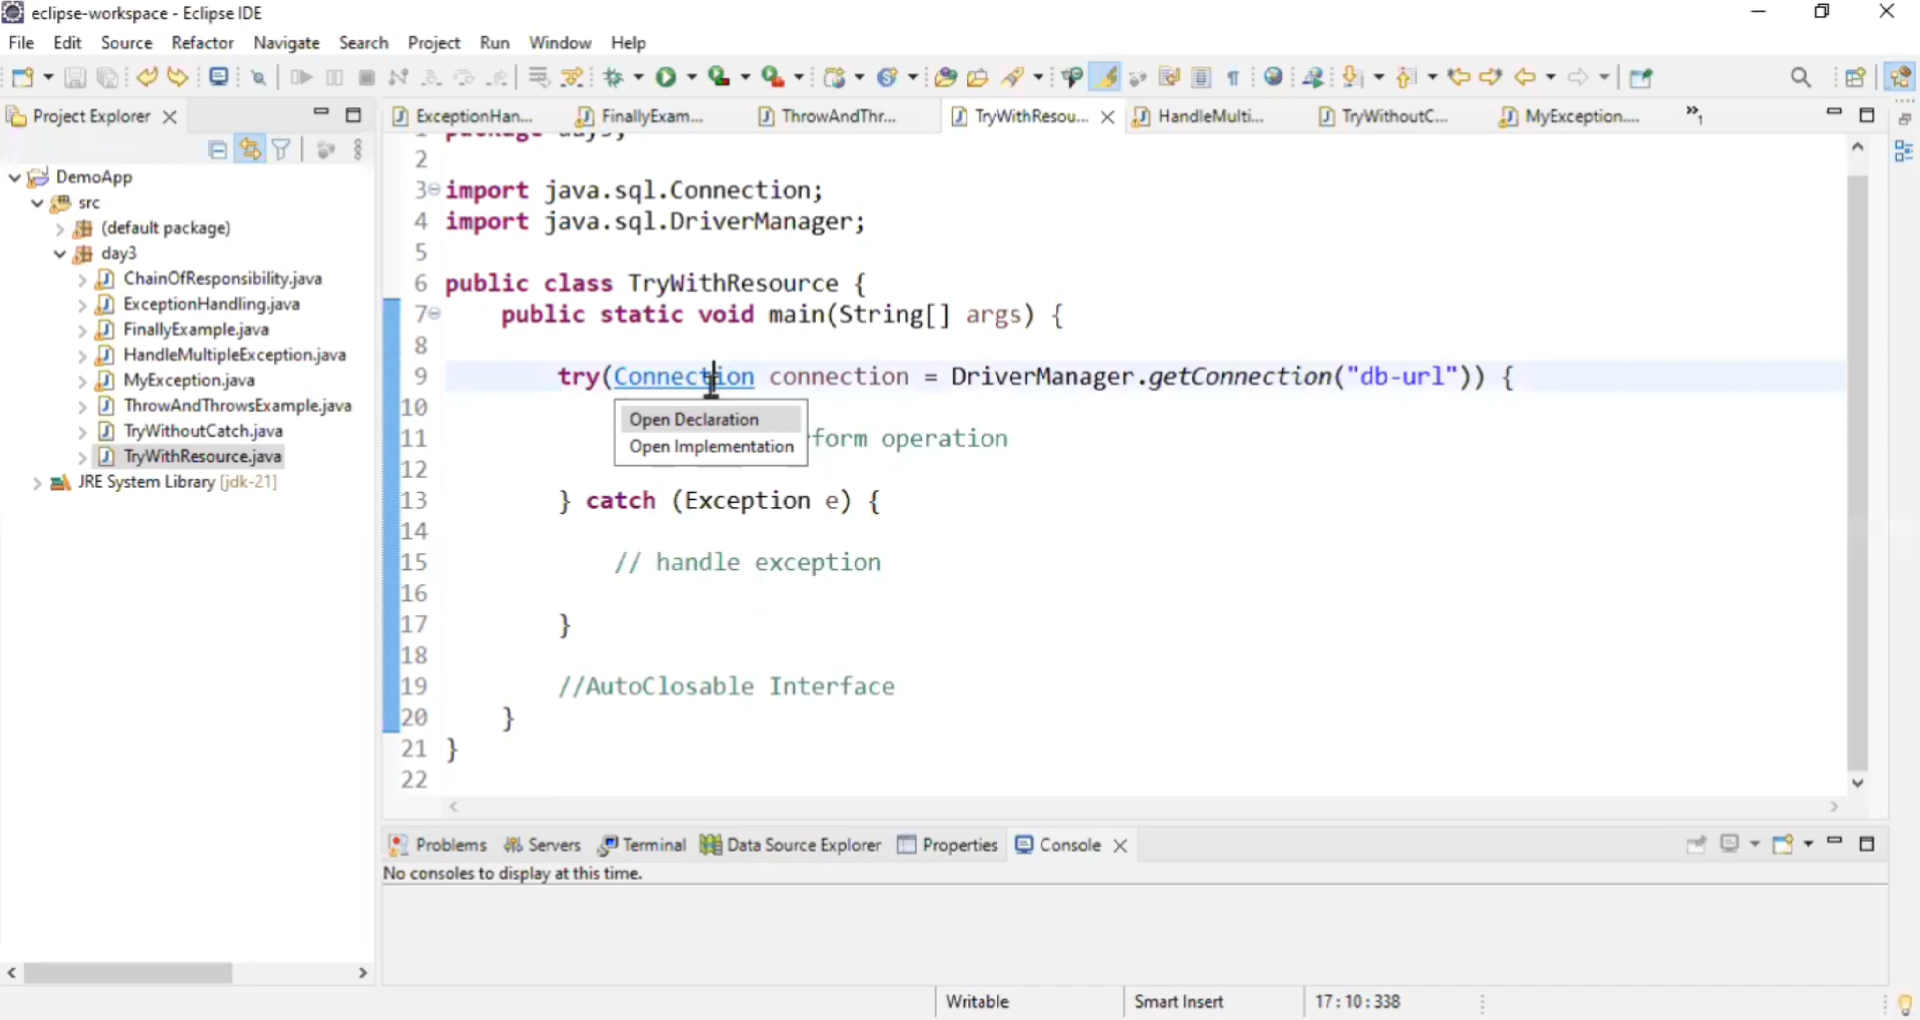 eclipse-workspace - Eclipse IDE
File Edit Source Refactor Navigate Search Project Run Window Help
Project Explorer
ExceptionHan... FinallyExam... ThrowAndThr... TryWithResou... HandleMulti... TryWithoutC... MyException.... »1
DemoApp
src
(default package)
day3
ChainOfResponsibility.java
ExceptionHandling.java
FinallyExample.java
HandleMultipleException.java
MyException.java
ThrowAndThrowsExample.java
TryWithoutCatch.java
TryWithResource.java
JRE System Library [jdk-21]
1 package day3;
2
3 import java.sql.Connection;
4 import java.sql.DriverManager;
5
6 public class TryWithResource {
7 public static void main(String[] args) {
8
9 try(Connection connection = DriverManager.getConnection("db-url")) {
10
Open Declaration
11 rform operation
Open Implementation
12
13 } catch (Exception e) {
14
15 // handle exception
16
17 }
18
19 //AutoClosable Interface
20 }
21 }
22
Problems Servers Terminal Data Source Explorer Properties Console
No consoles to display at this time.
Writable Smart Insert 17 : 10 : 338